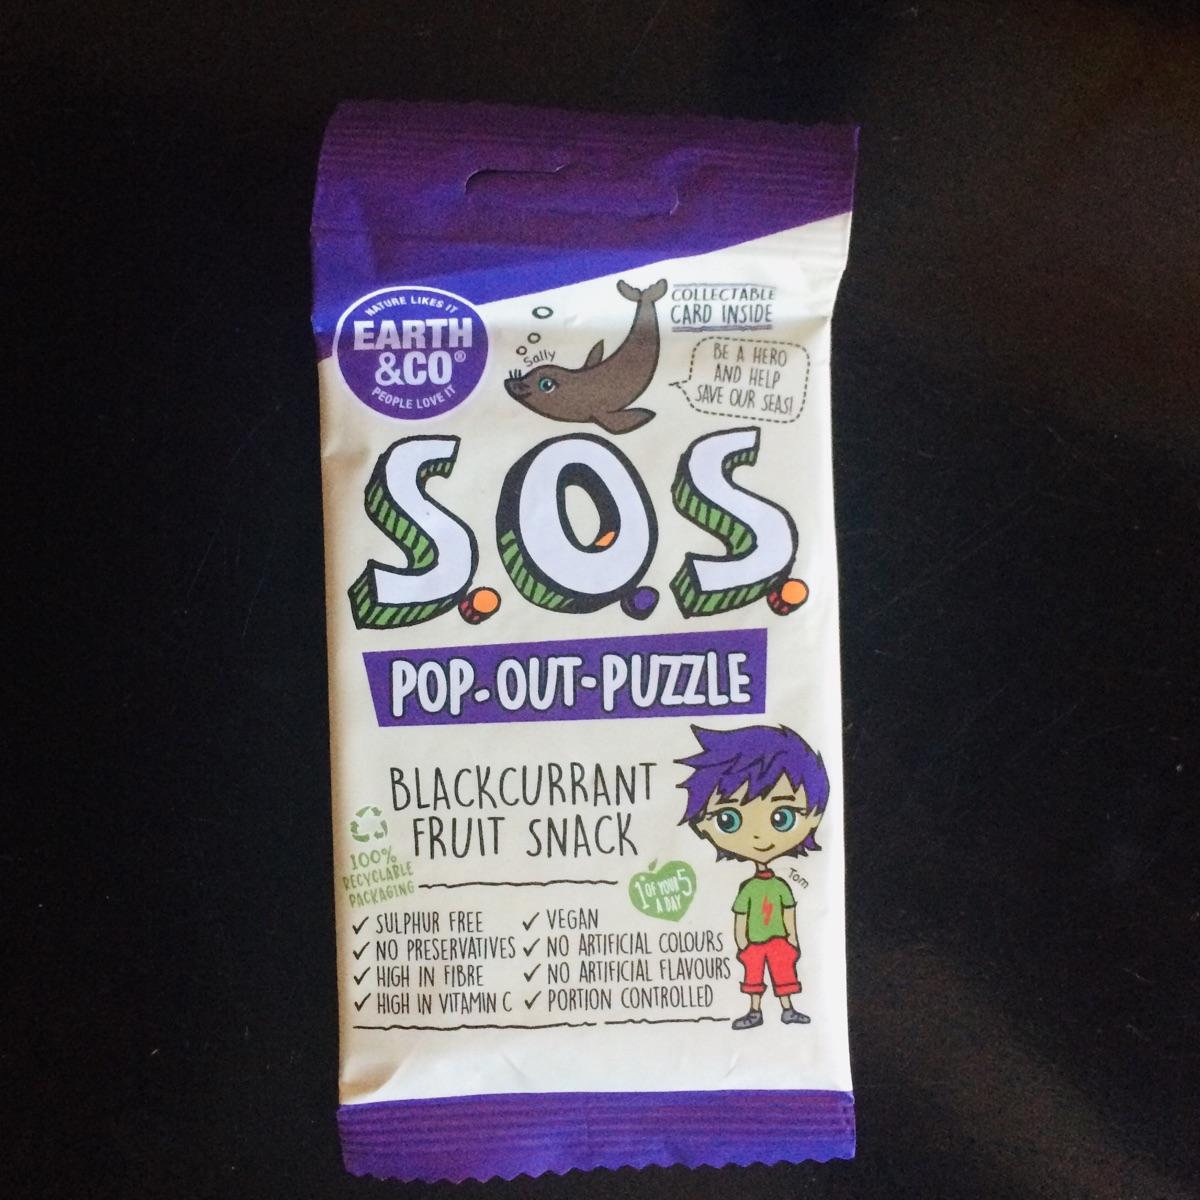 NATURE LIKES IT
EARTH
&CO®
PEOPLE LOVE IT
Sally
COLLECTABLE
CARD INSIDE
BE A HERO
AND HELP
SAVE OUR SEAS!
S.O.S.
POP-OUT-PUZZLE
BLACKCURRANT
FRUIT SNACK
100%
RECYCLABLE
PACKAGING
1 OF YOUR 5
A DAY
Tom
✓ SULPHUR FREE
✓ NO PRESERVATIVES
✓ HIGH IN FIBRE
✓ HIGH IN VITAMIN C
✓ VEGAN
✓ NO ARTIFICIAL COLOURS
✓ NO ARTIFICIAL FLAVOURS
✓ PORTION CONTROLLED